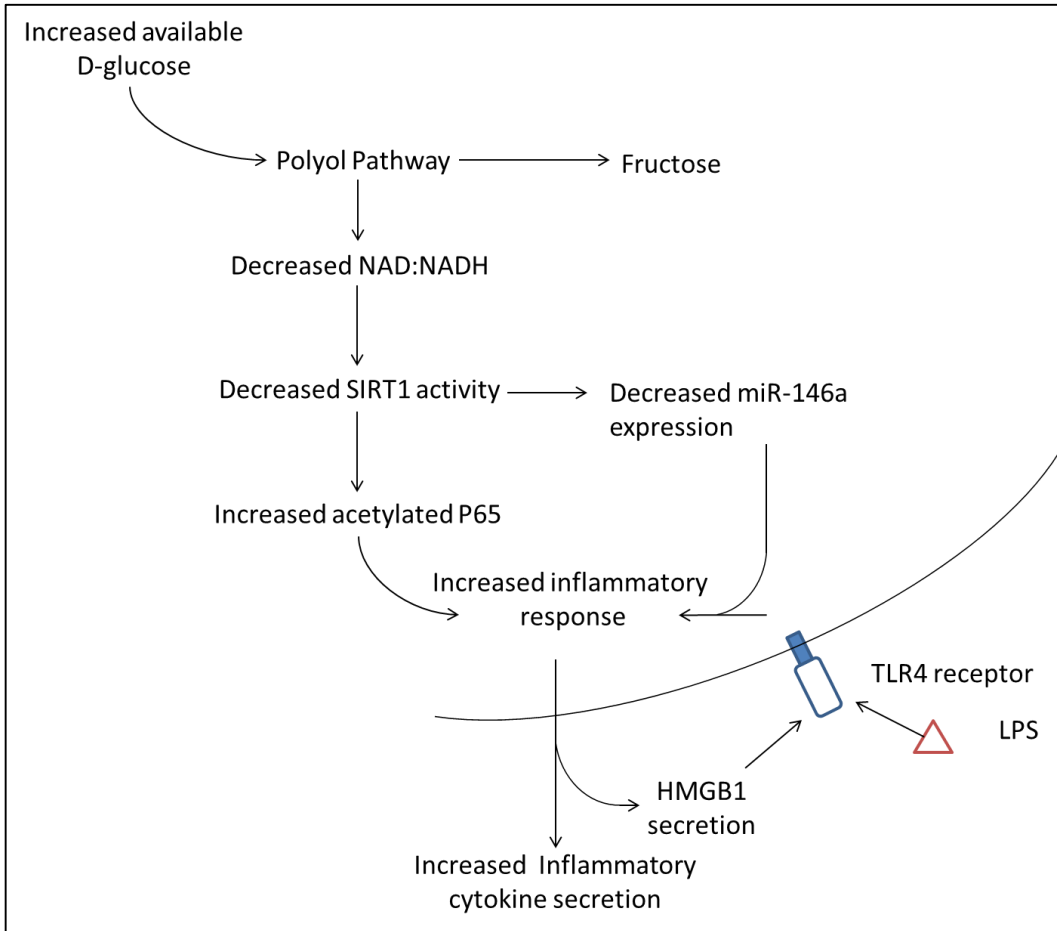 Increased available
D-glucose
Polyol Pathway
Fructose
Decreased NAD:NADH
Decreased SIRT1 activity
Decreased miR-146a
expression
Increased acetylated P65
Increased inflammatory
response
TLR4 receptor
LPS
HMGB1
secretion
Increased Inflammatory
cytokine secretion